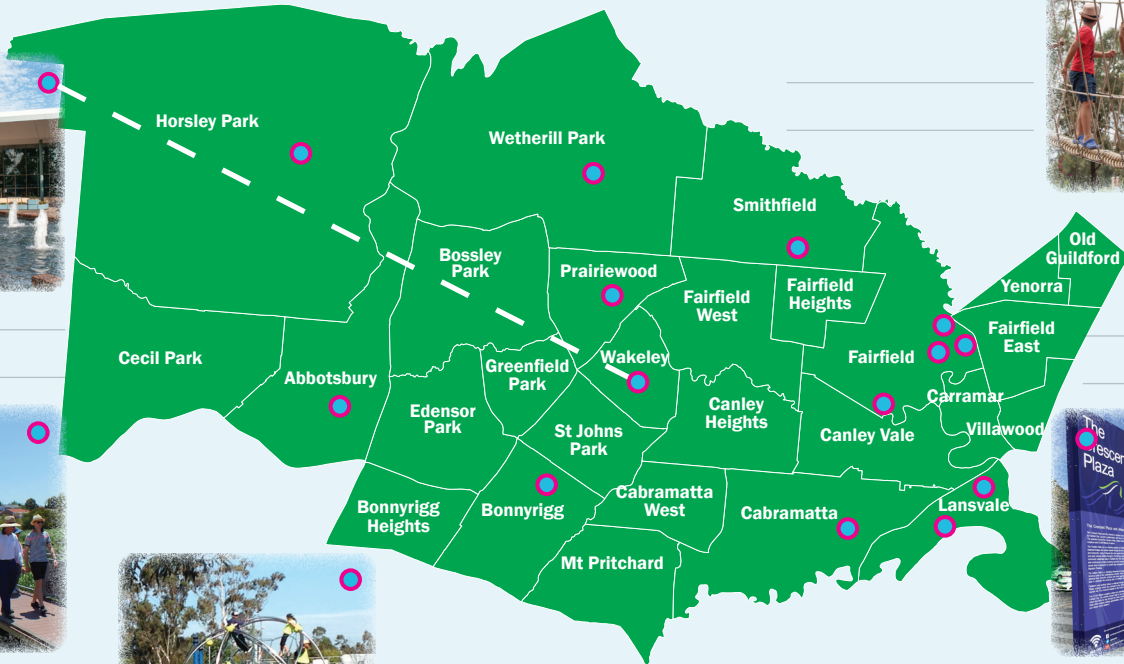 Horsley Park
Wetherill Park
Smithfield
Old
Guildford
Bossley
Park
Prairiewood
Yenorra
Fairfield
West
Fairfield
Heights
Fairfield
East
Cecil Park
Abbotsbury
Greenfield
Park
Wakeley
Fairfield
Carramar
Edensor
Park
Canley
Heights
St Johns
Park
Canley Vale
Villawood
Bonnyrigg
Heights
Bonnyrigg
Cabramatta
West
Cabramatta
Lansvale
Mt Pritchard
The
Crescent
Plaza